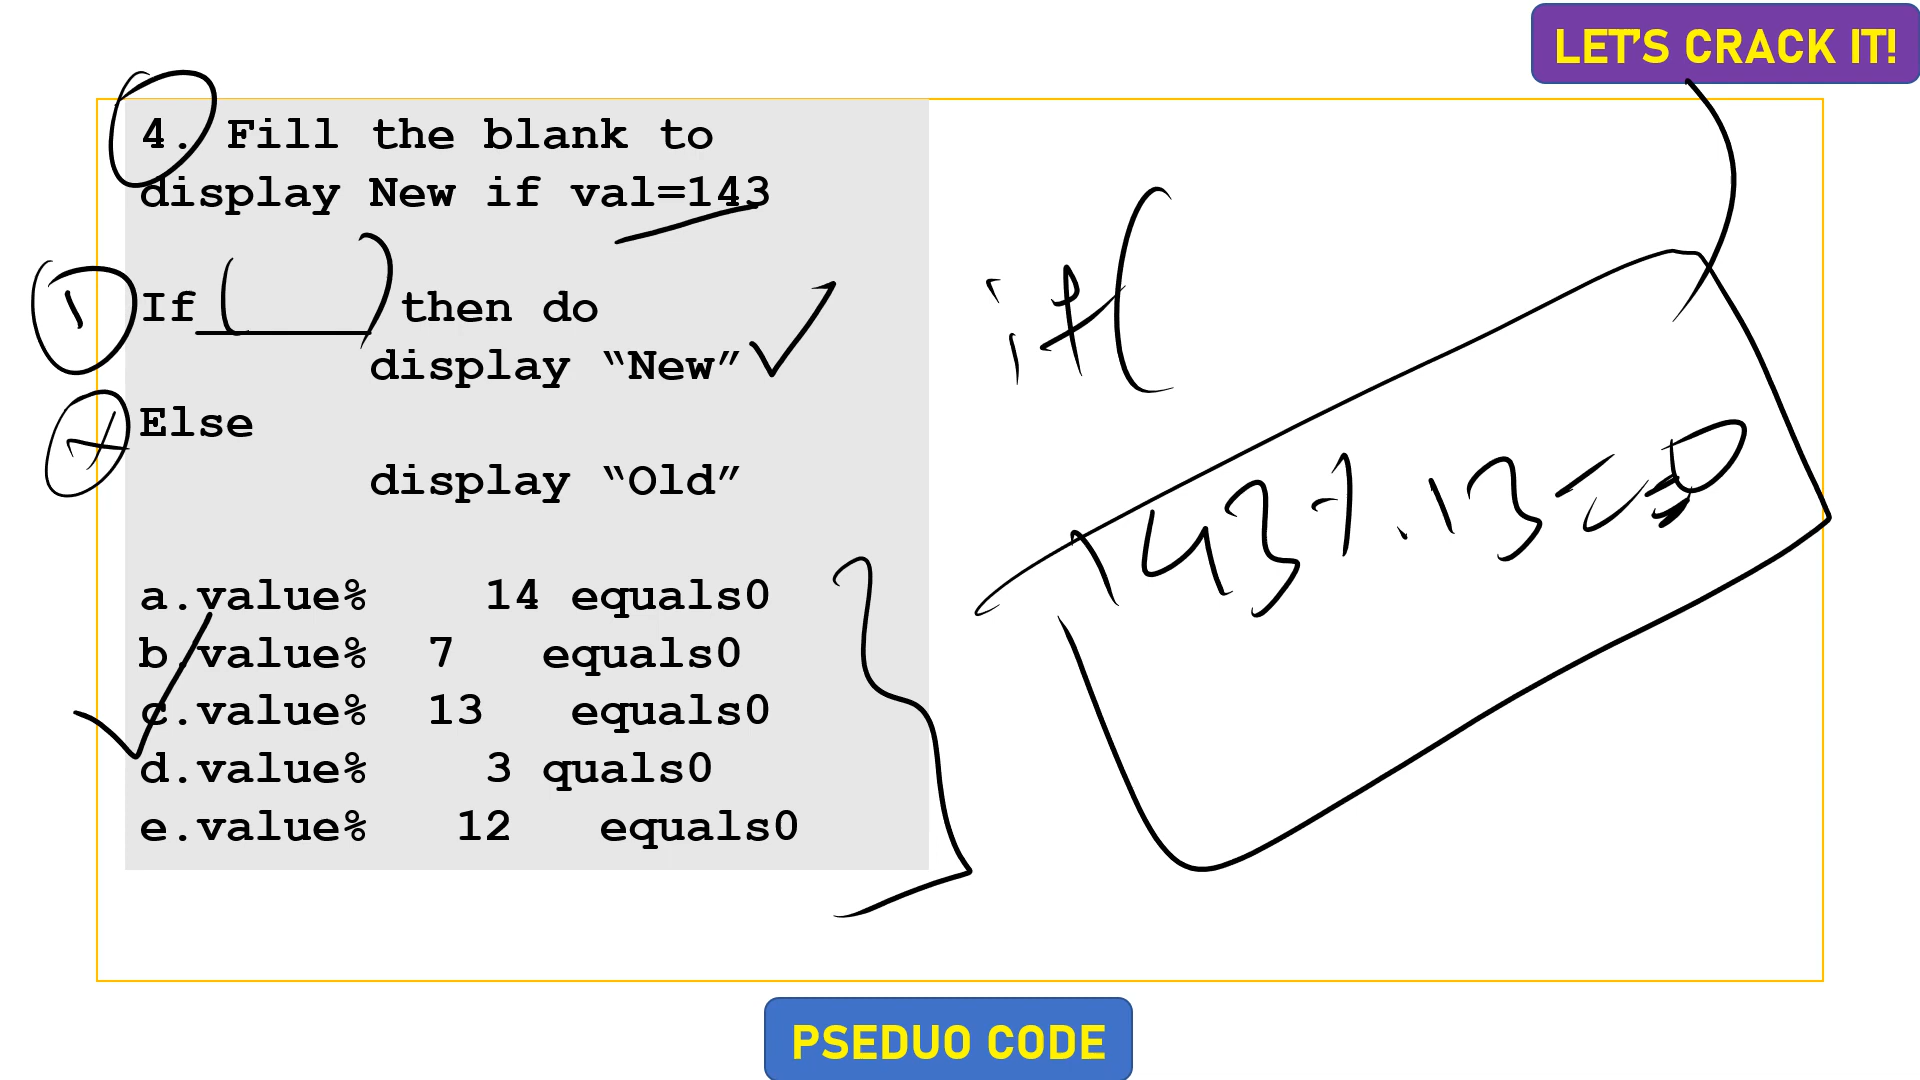 LET'S CRACK IT!
4. Fill the blank to
display New if val=143
1 If ( ) then do
display “New”
Else
display “Old”
a.value% 14 equals0
b.value% 7 equals0
c.value% 13 equals0
d.value% 3 quals0
e.value% 12 equals0
if(
143%13==0
PSEDUO CODE